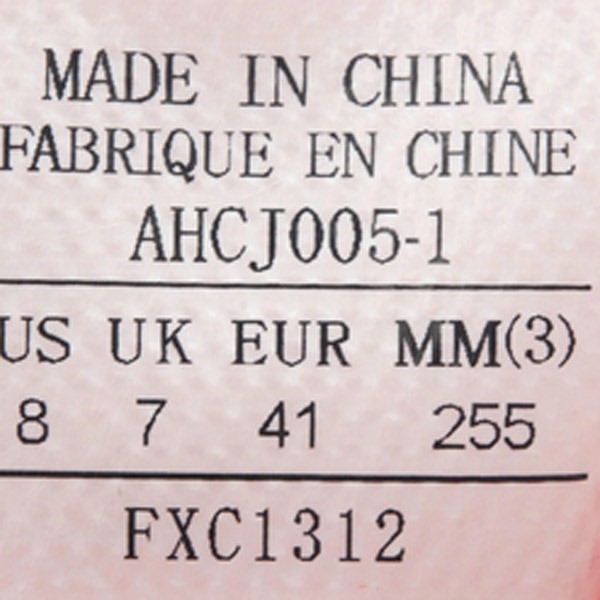 MADE IN CHINA
FABRIQUE EN CHINE
AHCJ005-1
US UK EUR MM(3)
8 7 41 255
FXC1312